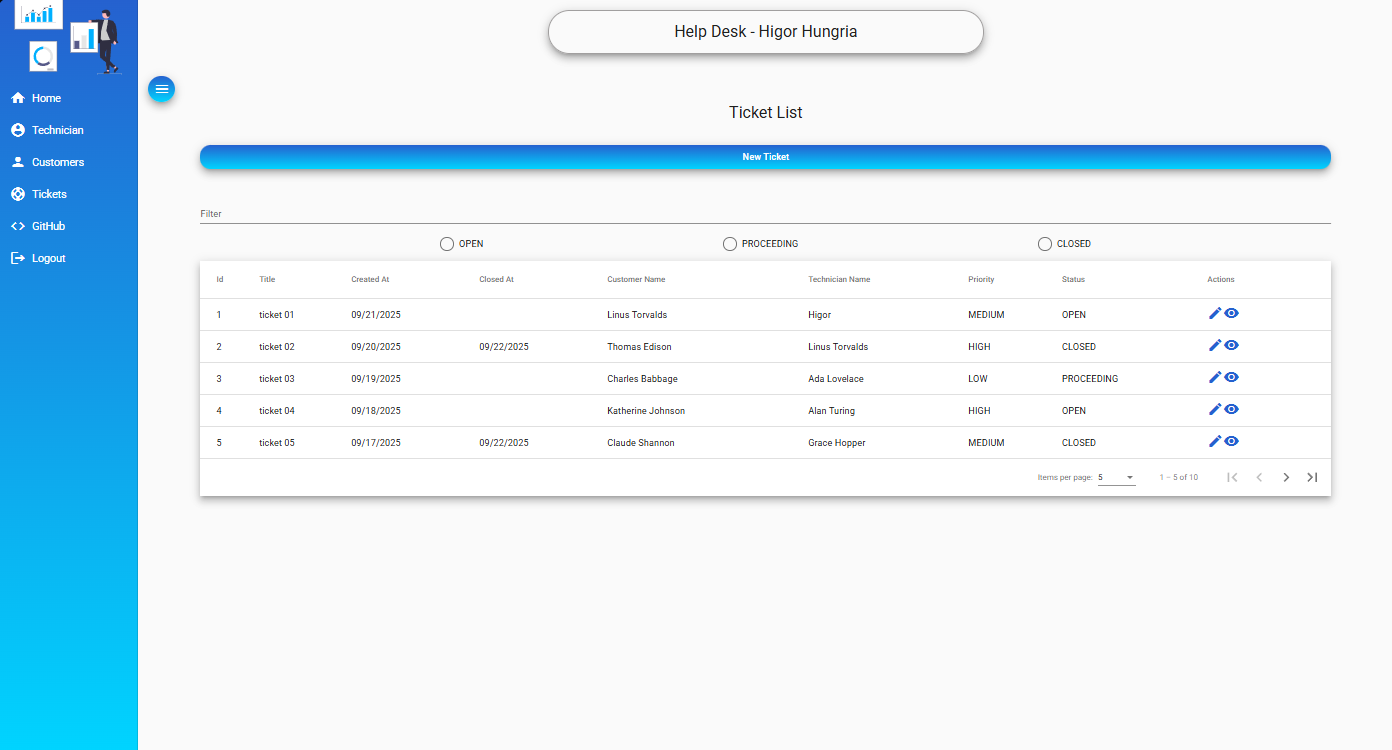 Help Desk - Higor Hungria
Home
Technician
Customers
Tickets
GitHub
Logout
Ticket List
New Ticket
Filter
OPEN PROCEEDING CLOSED
Id Title Created At Closed At Customer Name Technician Name Priority Status Actions
1 ticket 01 09/21/2025 Linus Torvalds Higor MEDIUM OPEN
2 ticket 02 09/20/2025 09/22/2025 Thomas Edison Linus Torvalds HIGH CLOSED
3 ticket 03 09/19/2025 Charles Babbage Ada Lovelace LOW PROCEEDING
4 ticket 04 09/18/2025 Katherine Johnson Alan Turing HIGH OPEN
5 ticket 05 09/17/2025 09/22/2025 Claude Shannon Grace Hopper MEDIUM CLOSED
Items per page: 5 1 – 5 of 10